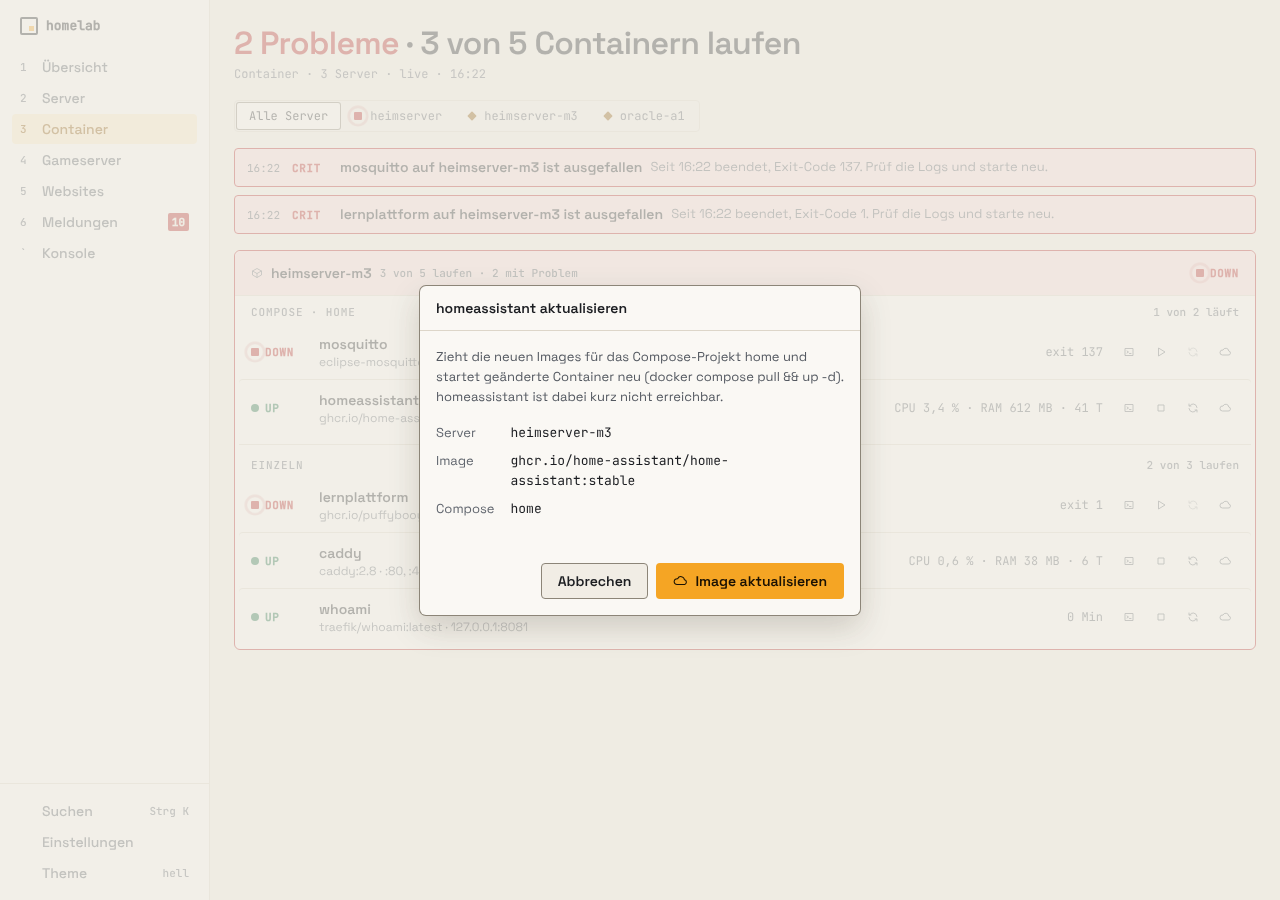 homelab
1 Übersicht
2 Server
3 Container
4 Gameserver
5 Websites
6 Meldungen 10
` Konsole
Suchen Strg K
Einstellungen
Theme hell
2 Probleme · 3 von 5 Containern laufen
Container · 3 Server · live · 16:22
Alle Server heimserver heimserver-m3 oracle-a1
16:22 CRIT mosquitto auf heimserver-m3 ist ausgefallen Seit 16:22 beendet, Exit-Code 137. Prüf die Logs und starte neu.
16:22 CRIT lernplattform auf heimserver-m3 ist ausgefallen Seit 16:22 beendet, Exit-Code 1. Prüf die Logs und starte neu.
heimserver-m3 3 von 5 laufen · 2 mit Problem DOWN
COMPOSE · HOME 1 von 2 läuft
DOWN mosquitto exit 137
eclipse-mosquitto
UP homeassistant CPU 3,4 % · RAM 612 MB · 41 T
ghcr.io/home-ass
EINZELN 2 von 3 laufen
DOWN lernplattform exit 1
ghcr.io/puffyboo
UP caddy CPU 0,6 % · RAM 38 MB · 6 T
caddy:2.8 · :80, :4
UP whoami 0 Min
traefik/whoami:latest · 127.0.0.1:8081
homeassistant aktualisieren
Zieht die neuen Images für das Compose-Projekt home und
startet geänderte Container neu (docker compose pull && up -d).
homeassistant ist dabei kurz nicht erreichbar.
Server heimserver-m3
Image ghcr.io/home-assistant/home-
assistant:stable
Compose home
Abbrechen Image aktualisieren